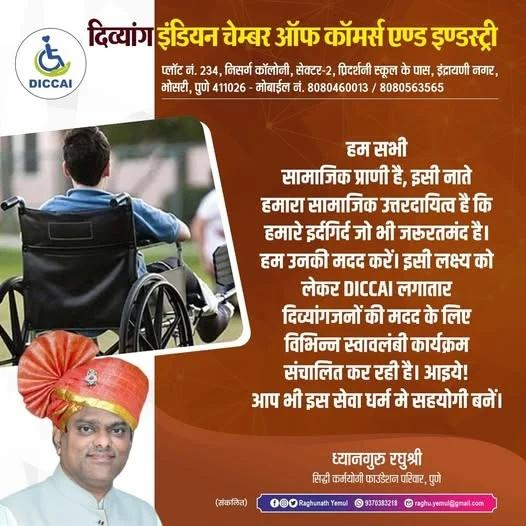 दिव्यांग इंडियन चेम्बर ऑफ कॉमर्स एण्ड इण्डस्ट्री
DICCAI
प्लॉट नं. 234, निसर्ग कॉलोनी, सेक्टर-2, प्रिदर्शनी स्कूल के पास, इंद्रायणी नगर,
भोसरी, पुणे 411026 - मोबाईल नं. 8080460013 / 8080563565
हम सभी
सामाजिक प्राणी है, इसी नाते
हमारा सामाजिक उत्तरदायित्व है कि
हमारे इर्दगिर्द जो भी जरूरतमंद है।
हम उनकी मदद करें। इसी लक्ष्य को
लेकर DICCAI लगातार
दिव्यांगजनों की मदद के लिए
विभिन्न स्वावलंबी कार्यक्रम
संचालित कर रही है। आइये!
आप भी इस सेवा धर्म मे सहयोगी बनें।
ध्यानगुरु रघुश्री
सिद्धी कर्मयोगी फाउंडेशन परिवार, पुणे
(संकलित)
Raghunath Yemul 9370383218 raghu.yemul@gmail.com